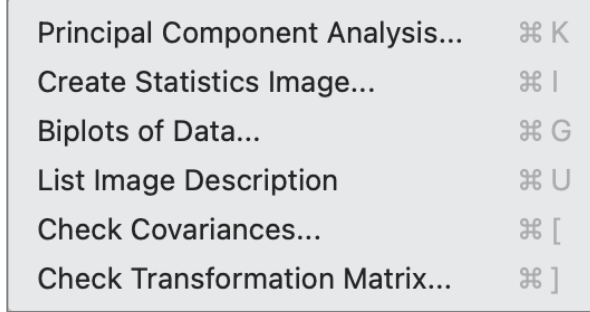 Principal Component Analysis... ⌘ K
Create Statistics Image... ⌘ I
Biplots of Data... ⌘ G
List Image Description ⌘ U
Check Covariances... ⌘ [
Check Transformation Matrix... ⌘ ]